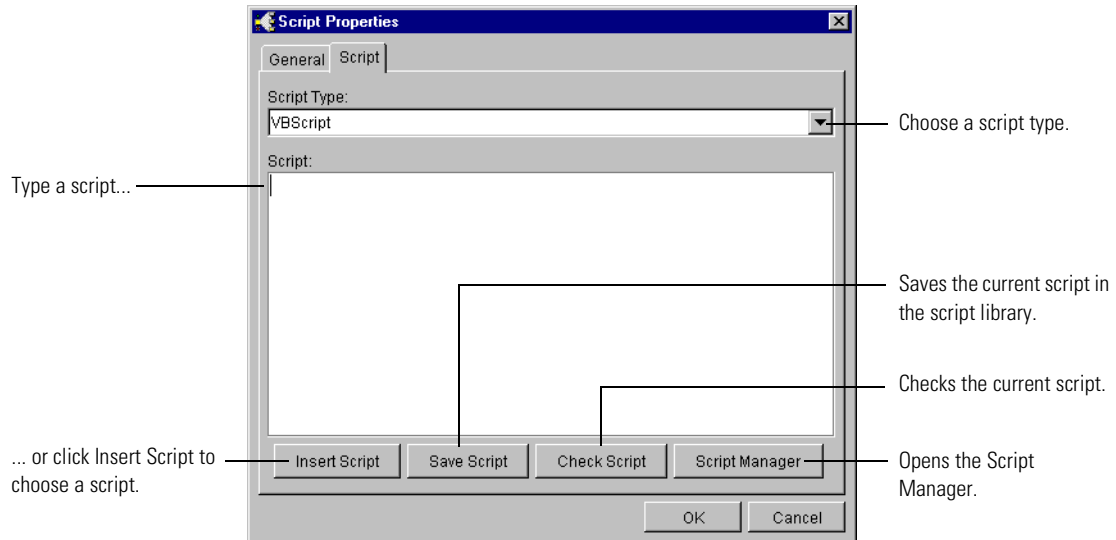 Script Properties
General Script
Script Type:
VBScript
Choose a script type.
Script:
Type a script...
Saves the current script in
the script library.
Checks the current script.
... or click Insert Script to
choose a script.
Insert Script Save Script Check Script Script Manager
Opens the Script
Manager.
OK Cancel